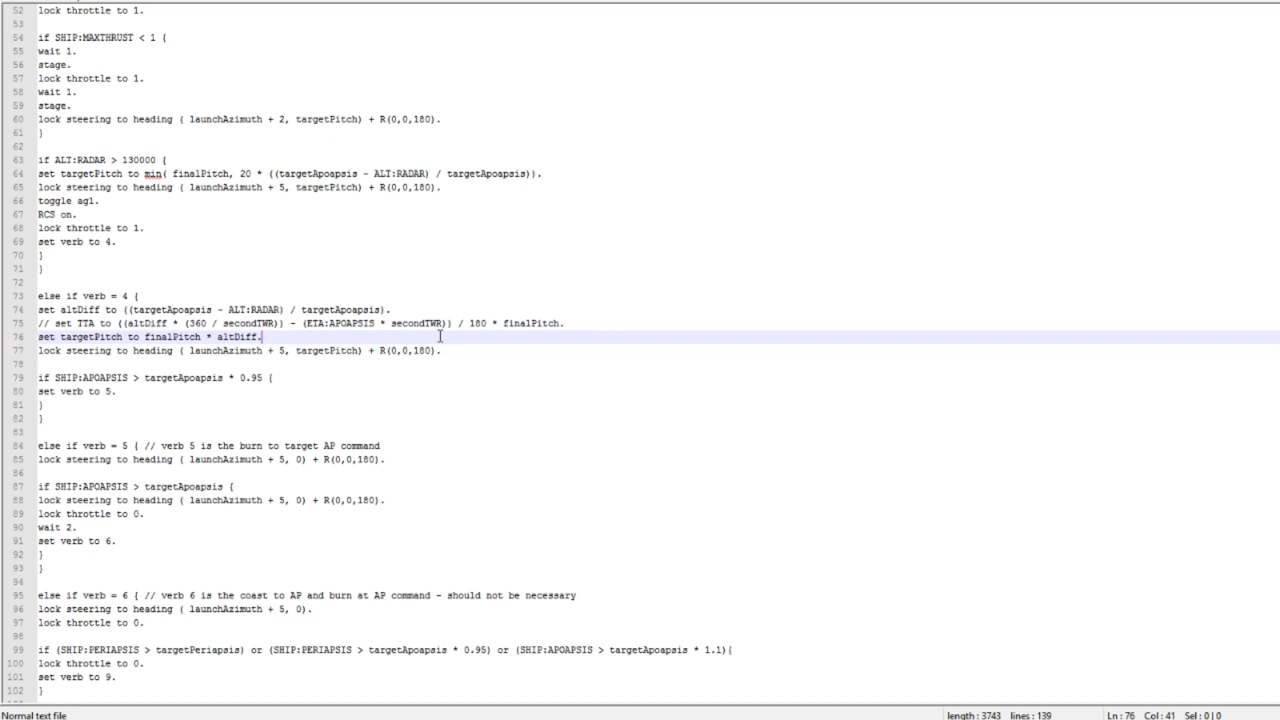 52 lock throttle to 1.
53
54 if SHIP:MAXTHRUST < 1 {
55 wait 1.
56 stage.
57 lock throttle to 1.
58 wait 1.
59 stage.
60 lock steering to heading ( launchAzimuth + 2, targetPitch) + R(0,0,180).
61 }
62
63 if ALT:RADAR > 130000 {
64 set targetPitch to min( finalPitch, 20 * ((targetApoapsis - ALT:RADAR) / targetApoapsis)).
65 lock steering to heading ( launchAzimuth + 5, targetPitch) + R(0,0,180).
66 toggle ag1.
67 RCS on.
68 lock throttle to 1.
69 set verb to 4.
70 }
71 }
72
73 else if verb = 4 {
74 set altDiff to ((targetApoapsis - ALT:RADAR) / targetApoapsis).
75 // set TTA to ((altDiff * (360 / secondTWR)) - (ETA:APOAPSIS * secondTWR)) / 180 * finalPitch.
76 set targetPitch to finalPitch * altDiff.
77 lock steering to heading ( launchAzimuth + 5, targetPitch) + R(0,0,180).
78
79 if SHIP:APOAPSIS > targetApoapsis * 0.95 {
80 set verb to 5.
81 }
82 }
83
84 else if verb = 5 { // verb 5 is the burn to target AP command
85 lock steering to heading ( launchAzimuth + 5, 0) + R(0,0,180).
86
87 if SHIP:APOAPSIS > targetApoapsis {
88 lock steering to heading ( launchAzimuth + 5, 0) + R(0,0,180).
89 lock throttle to 0.
90 wait 2.
91 set verb to 6.
92 }
93 }
94
95 else if verb = 6 { // verb 6 is the coast to AP and burn at AP command - should not be necessary
96 lock steering to heading ( launchAzimuth + 5, 0).
97 lock throttle to 0.
98
99 if (SHIP:PERIAPSIS > targetPeriapsis) or (SHIP:PERIAPSIS > targetApoapsis * 0.95) or (SHIP:APOAPSIS > targetApoapsis * 1.1){
100 lock throttle to 0.
101 set verb to 9.
102 }
Normal text file length : 3743 lines : 139 Ln : 76 Col : 41 Sel : 0 | 0